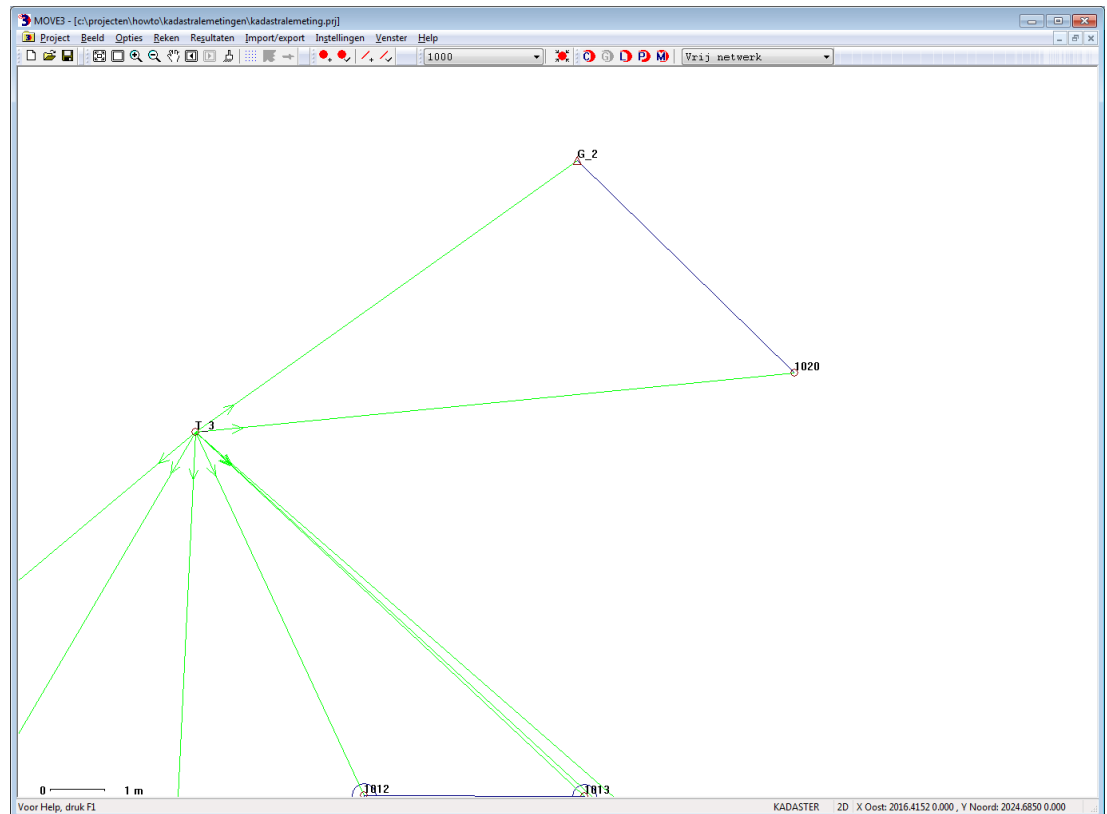 MOVE3 - [c:\projecten\howto\kadastralemetingen\kadastralemeting.prj]
Project Beeld Opties Reken Resultaten Import/export Instellingen Venster Help
1000 C G L P M Vrij netwerk
G_2
1020
T_3
1012 1013
0 1 m
Voor Help, druk F1 KADASTER 2D X Oost: 2016.4152 0.000 , Y Noord: 2024.6850 0.000